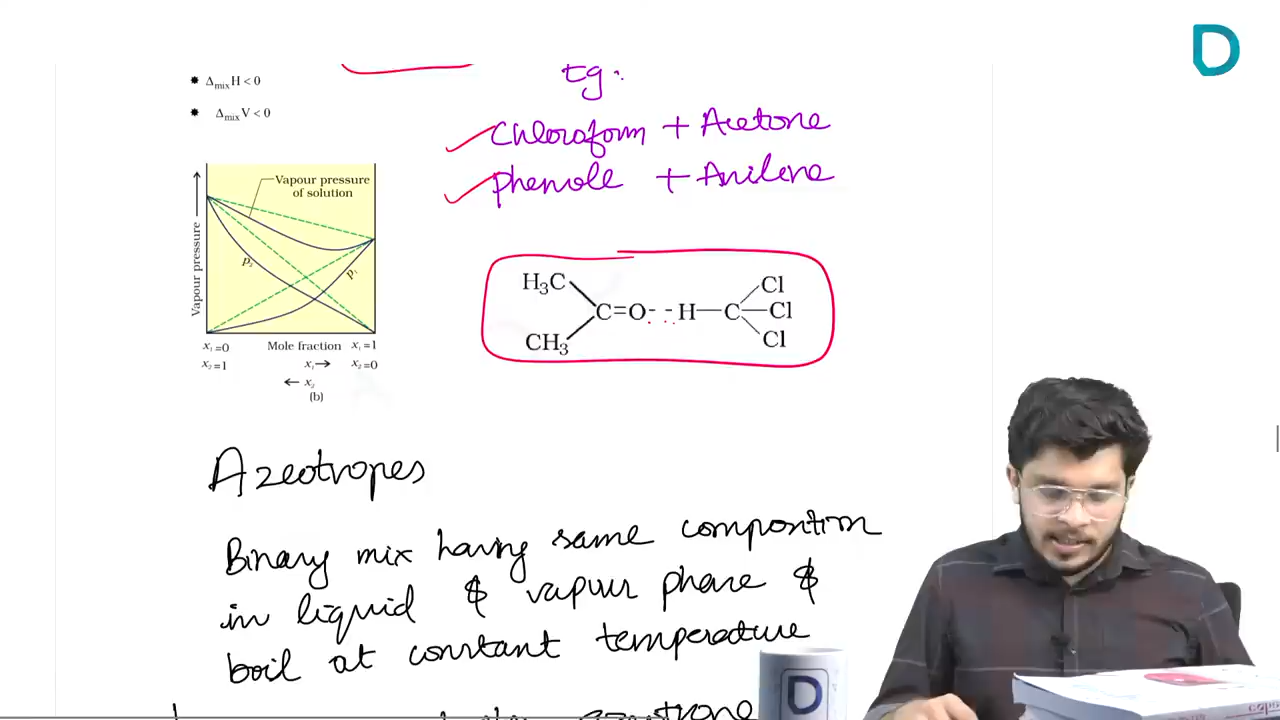 D
Eg:
✸ Δmix H < 0
✸ Δmix V < 0
Chloroform + Acetone
Phenole + Aniline
Vapour pressure
of solution
Vapour pressure
p₂
p₁
x₁=0 Mole fraction x₁=1
x₂=1 x₁→ x₂=0
← x₂
(b)
H₃C Cl
C=O--H—C—Cl
CH₃ Cl
Azeotropes
Binary mix having same composition
in liquid & vapour phase &
boil at constant temperature
D